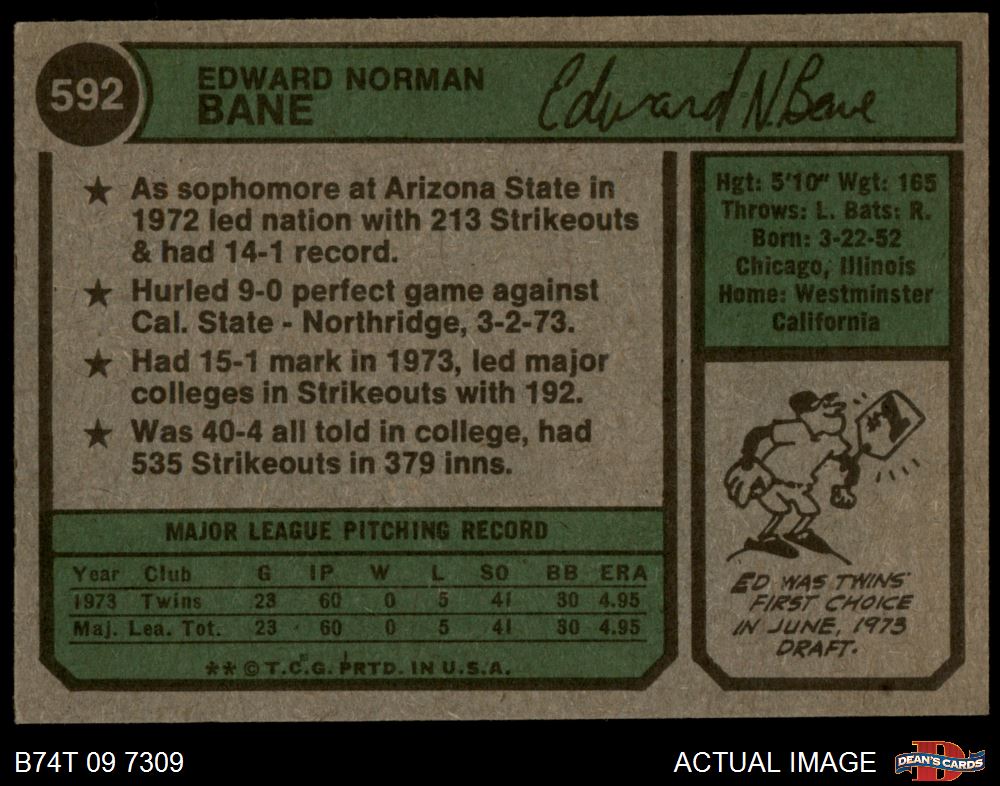 592
EDWARD NORMAN
BANE
Edward N. Bane
★ As sophomore at Arizona State in
1972 led nation with 213 Strikeouts
& had 14-1 record.
★ Hurled 9-0 perfect game against
Cal. State - Northridge, 3-2-73.
★ Had 15-1 mark in 1973, led major
colleges in Strikeouts with 192.
★ Was 40-4 all told in college, had
535 Strikeouts in 379 inns.
MAJOR LEAGUE PITCHING RECORD
Year Club G IP W L SO BB ERA
1973 Twins 23 60 0 5 41 30 4.95
Maj. Lea. Tot. 23 60 0 5 41 30 4.95
** © T.C.G. PRTD. IN U.S.A.
Hgt: 5'10" Wgt: 165
Throws: L. Bats: R.
Born: 3-22-52
Chicago, Illinois
Home: Westminster
California
#1
ED WAS TWINS'
FIRST CHOICE
IN JUNE, 1973
DRAFT.
B74T 09 7309
ACTUAL IMAGE
D
DEAN'S CARDS